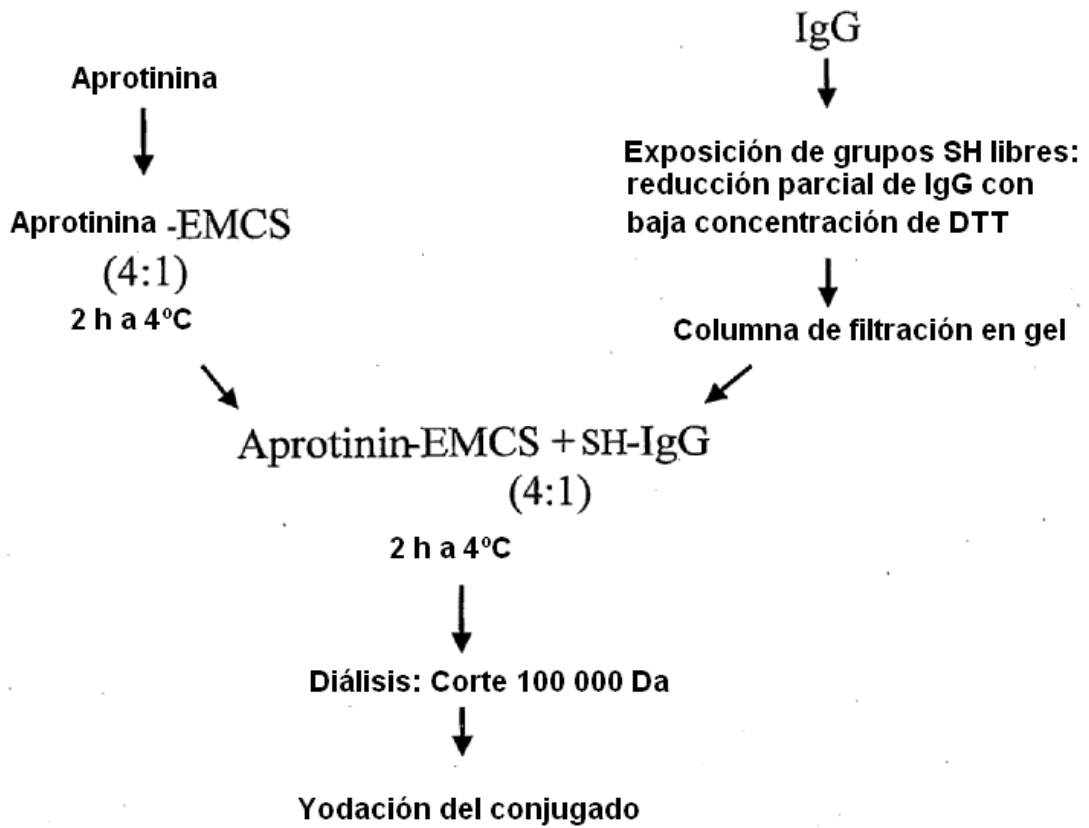 IgG
Aprotinina
Exposición de grupos SH libres:
reducción parcial de IgG con
baja concentración de DTT
Aprotinina -EMCS
(4:1)
2 h a 4ºC
Columna de filtración en gel
Aprotinin-EMCS + SH-IgG
(4:1)
2 h a 4ºC
Diálisis: Corte 100 000 Da
Yodación del conjugado